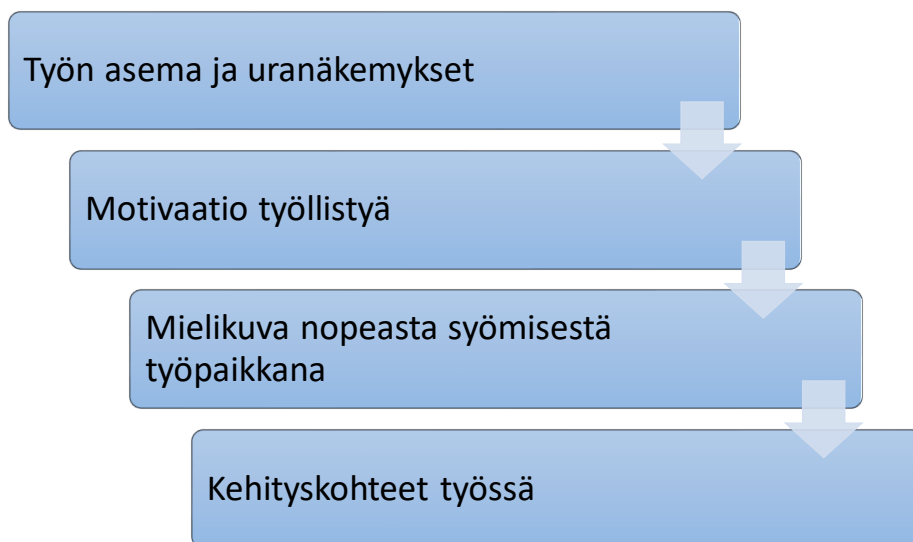 Työn asema ja uranäkemykset
Motivaatio työllistyä
Mielikuva nopeasta syömisestä
työpaikkana
Kehityskohteet työssä